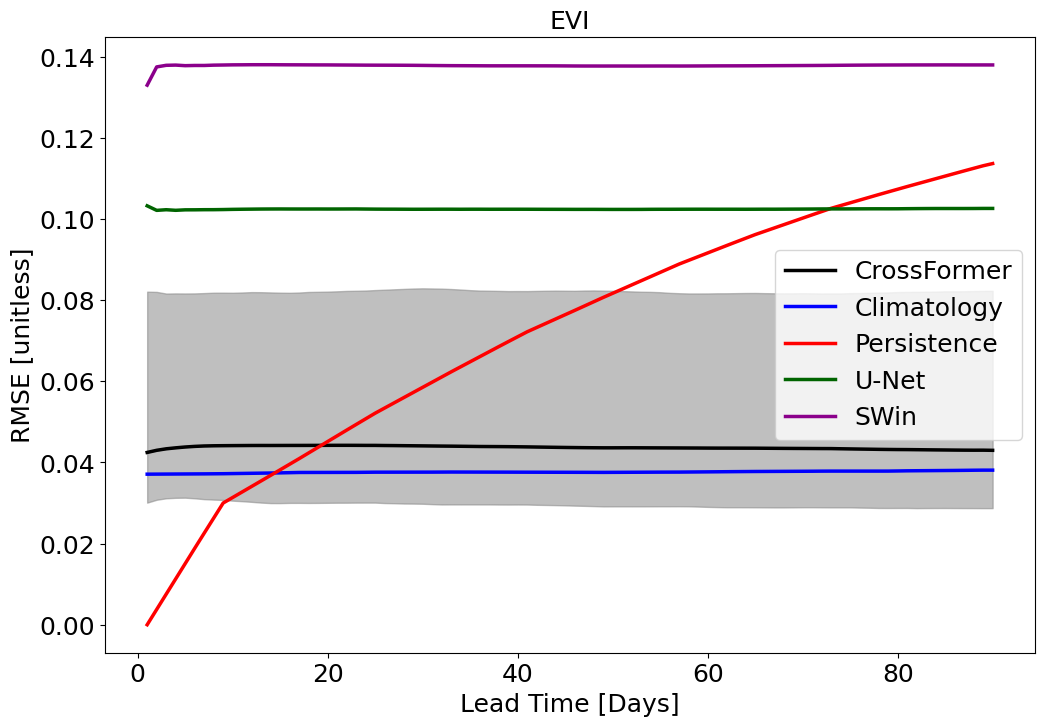 EVI
RMSE [unitless]
0.14
0.12
0.10
0.08
0.06
0.04
0.02
0.00
CrossFormer
Climatology
Persistence
U-Net
SWin
0
20
40
60
80
Lead Time [Days]